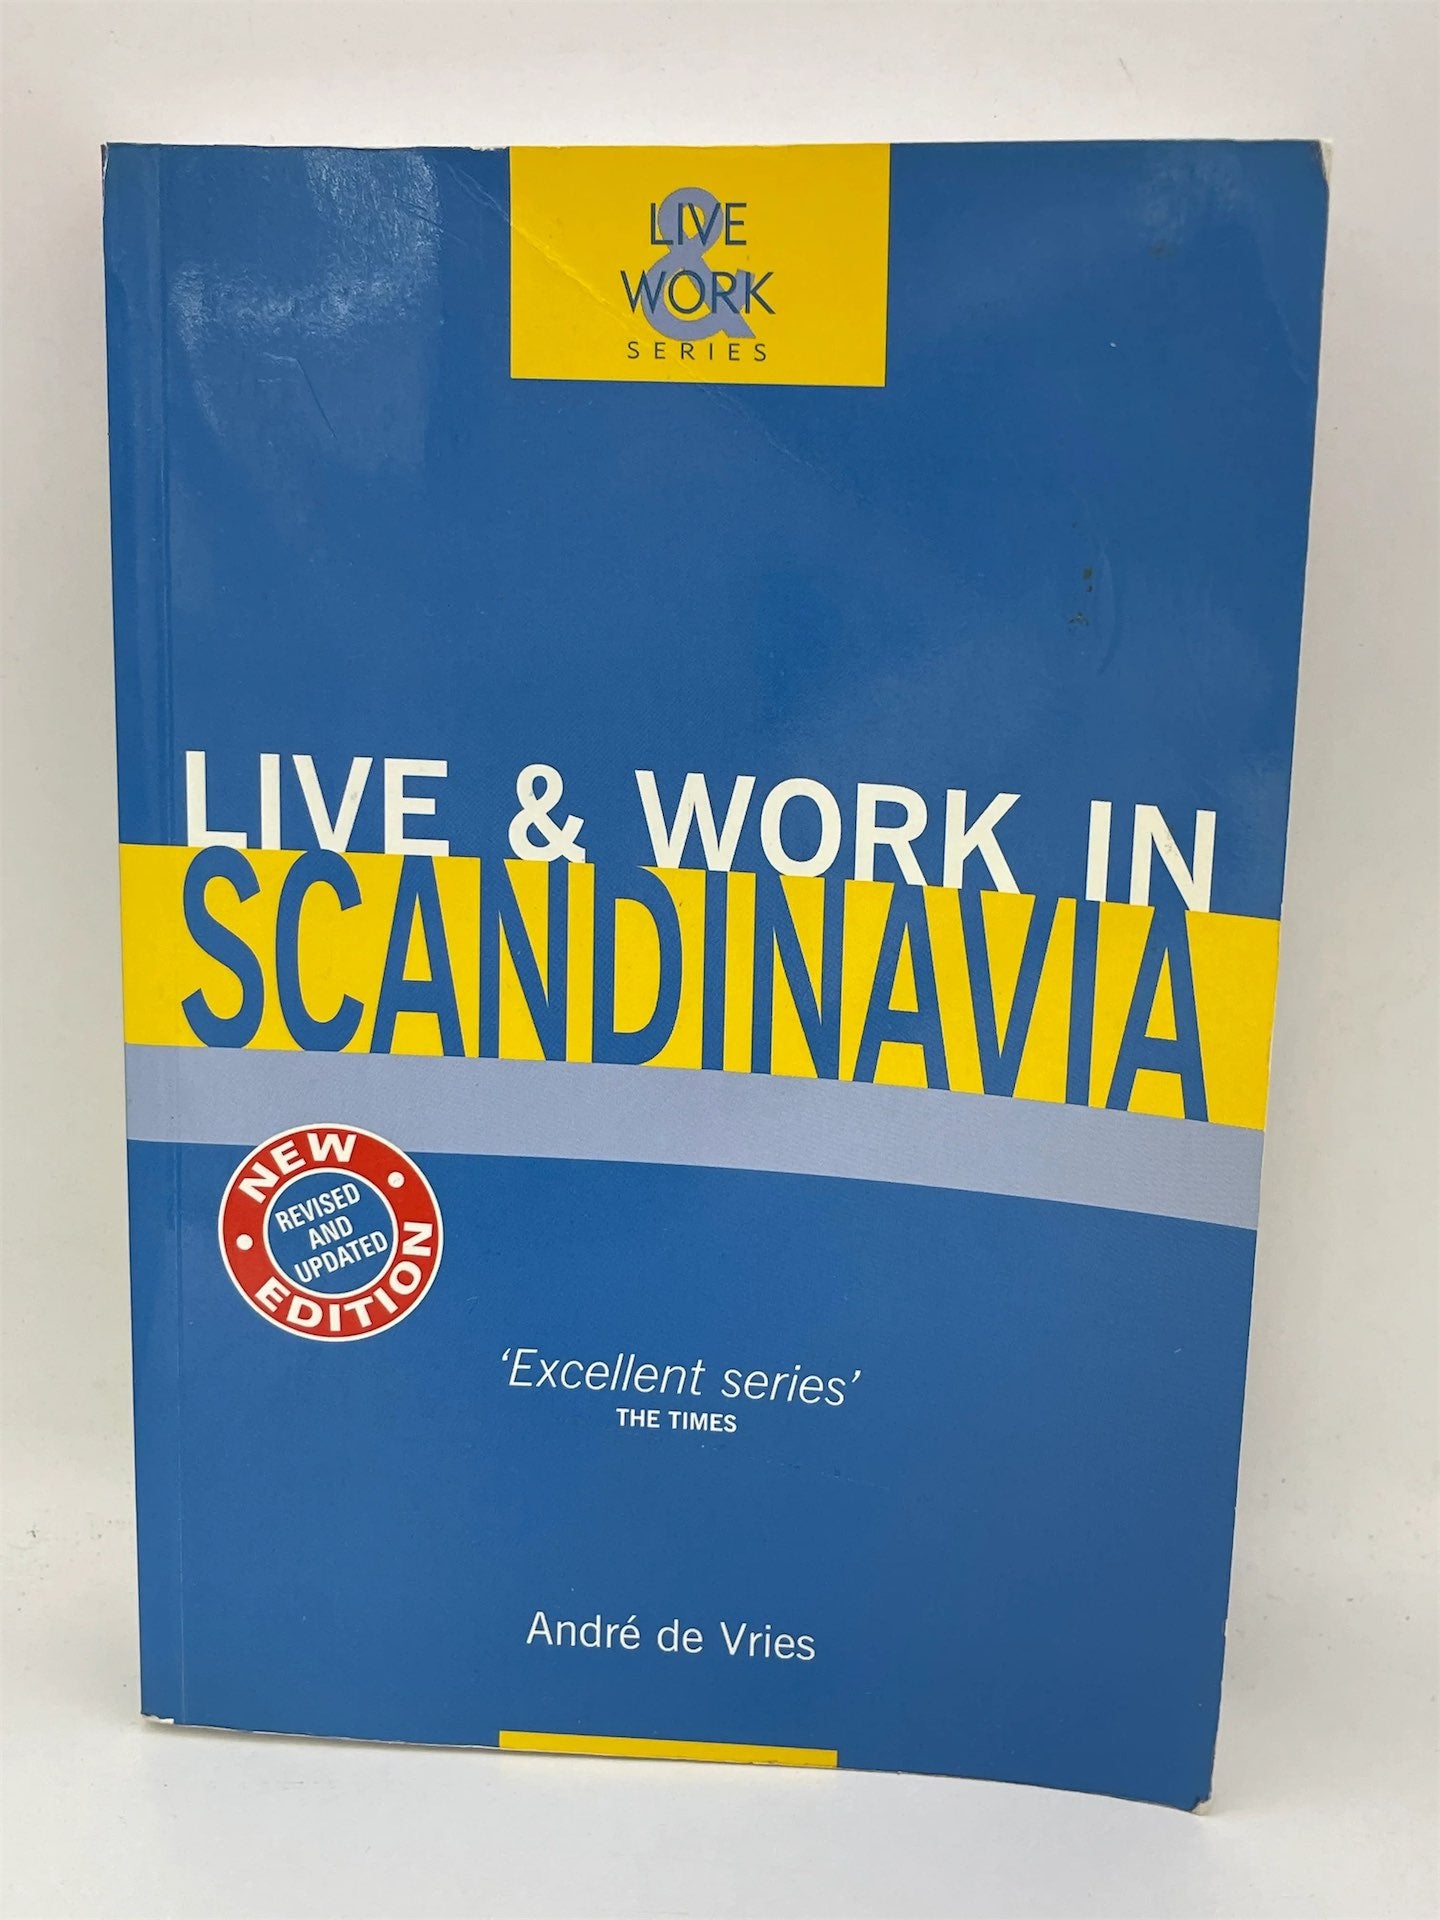 LIVE
&
WORK
SERIES
LIVE & WORK IN
SCANDINAVIA
NEW
REVISED
AND
UPDATED
EDITION
‘Excellent series’
THE TIMES
André de Vries